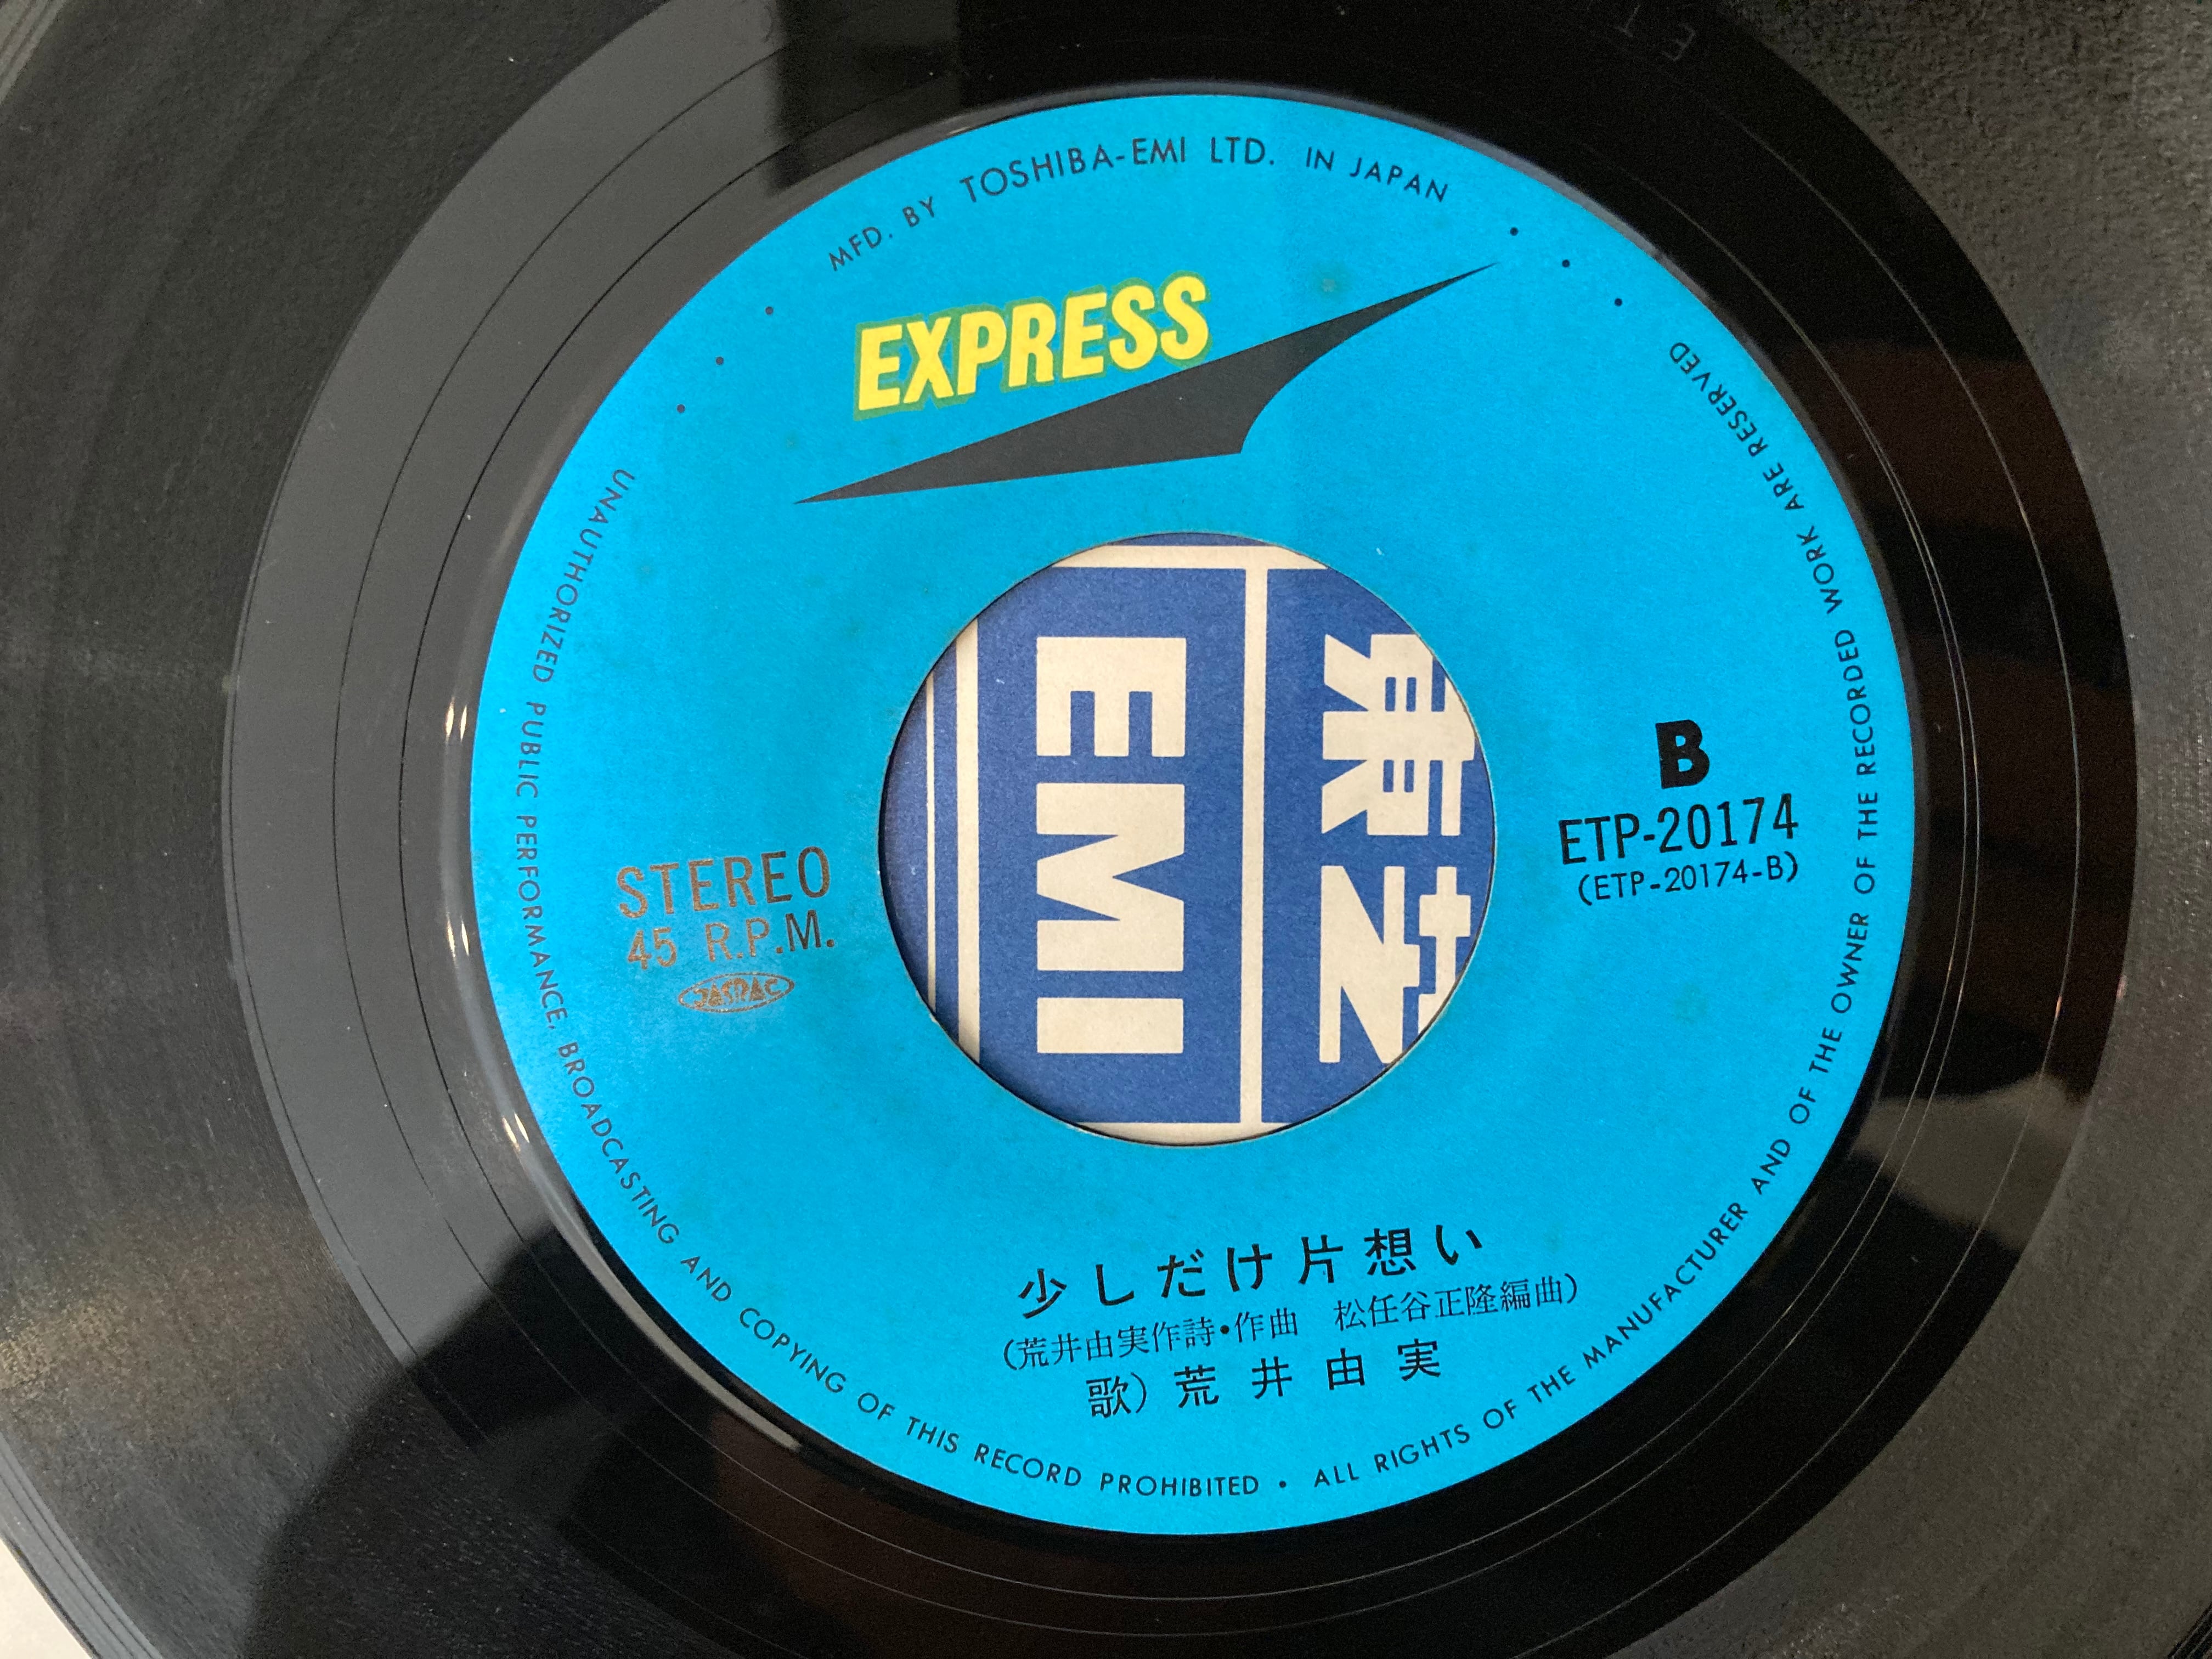 MFD. BY TOSHIBA-EMI LTD. IN JAPAN
EXPRESS
EMI
東芝
B
ETP-20174
(ETP-20174-B)
STEREO
45 R.P.M.
JASRAC
少しだけ片想い
(荒井由実作詩・作曲 松任谷正隆編曲)
歌) 荒井由実
UNAUTHORIZED PUBLIC PERFORMANCE, BROADCASTING AND COPYING OF THIS RECORD PROHIBITED • ALL RIGHTS OF THE MANUFACTURER AND OF THE OWNER OF THE RECORDED WORK ARE RESERVED